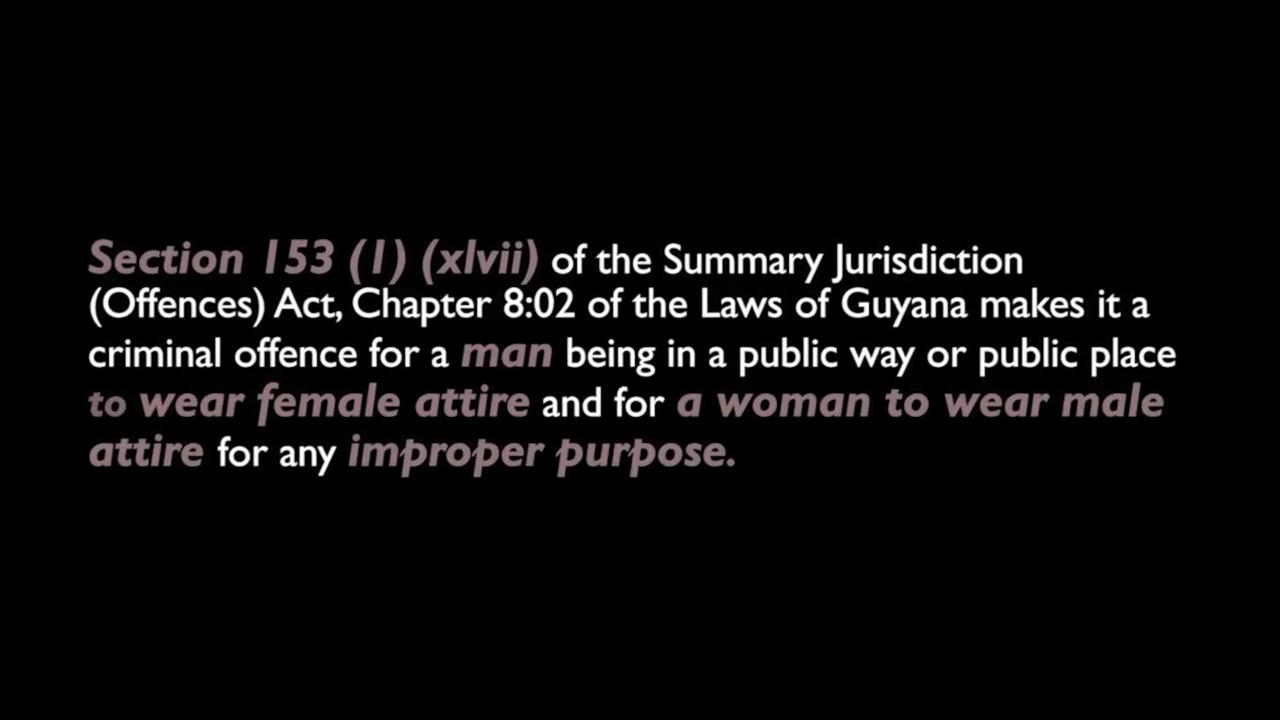 Section 153 (1) (xlvii) of the Summary Jurisdiction
(Offences) Act, Chapter 8:02 of the Laws of Guyana makes it a
criminal offence for a man being in a public way or public place
to wear female attire and for a woman to wear male
attire for any improper purpose.